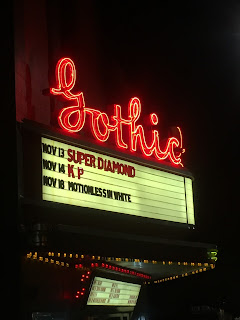 Gothic
NOV 13 SUPER DIAMOND
NOV 14 K P
NOV 18 MOTIONLESS IN WHITE